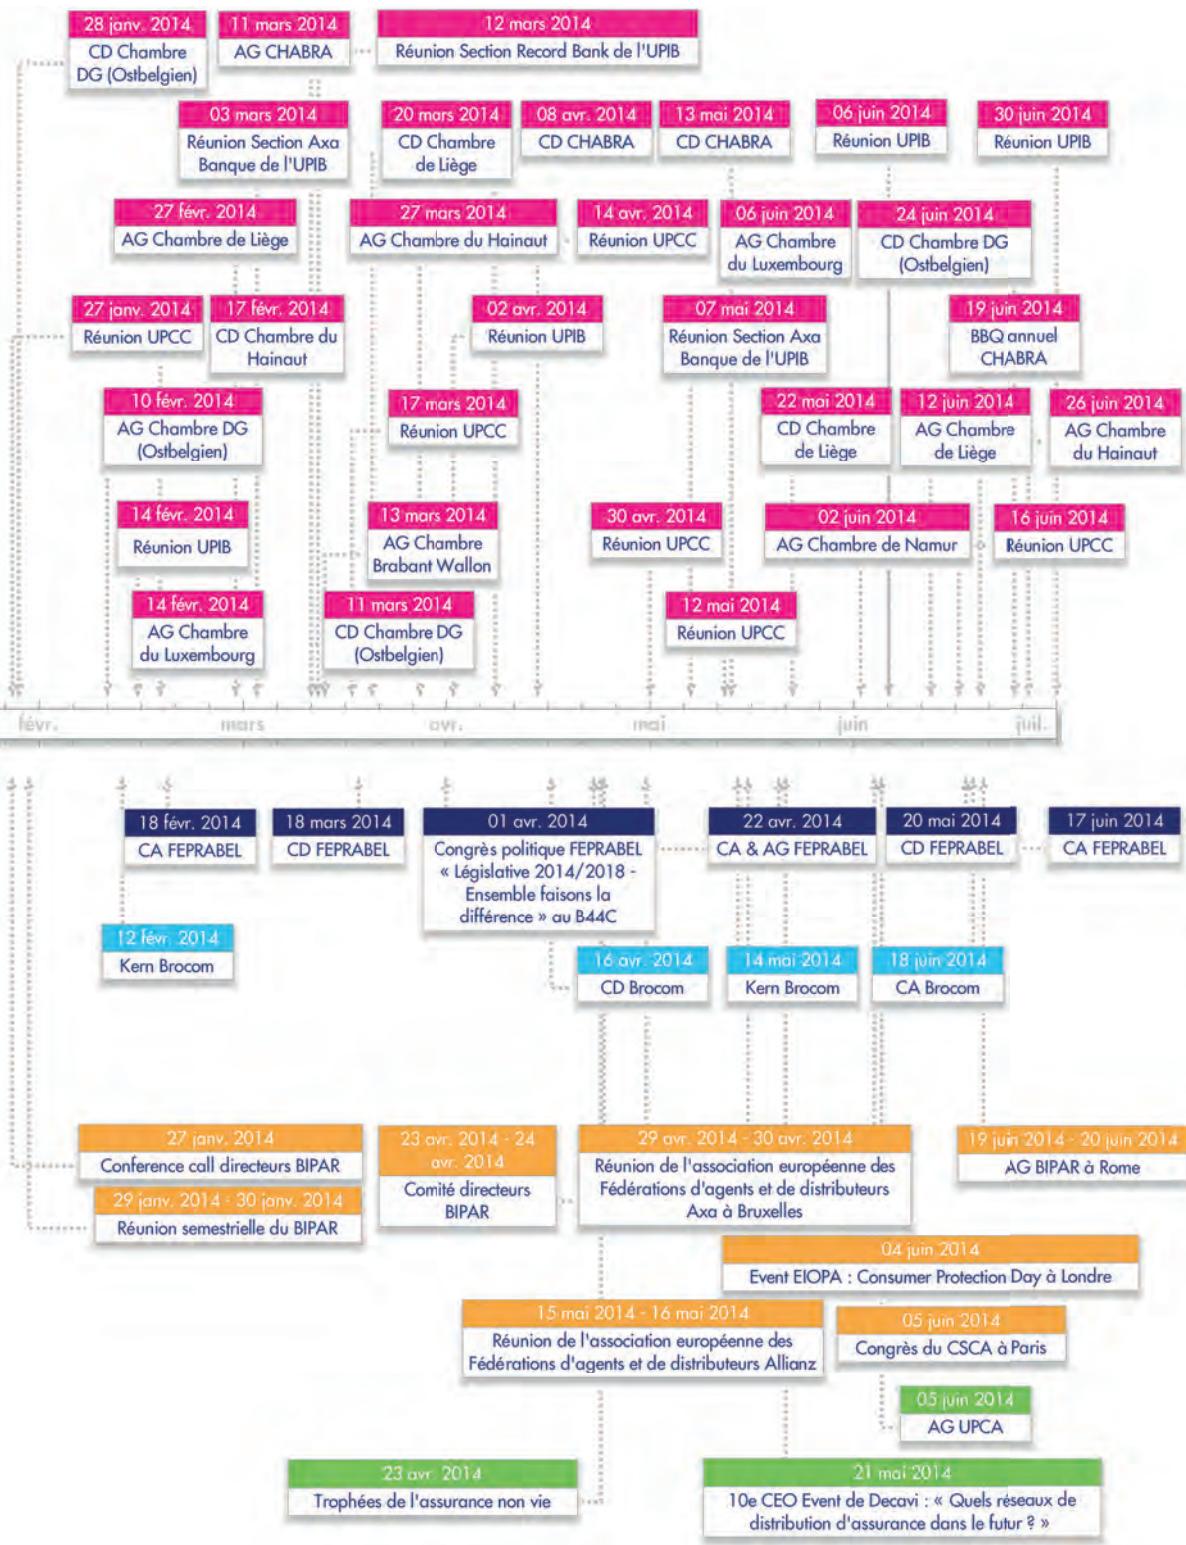 28 janv. 2014
CD Chambre
DG (Ostbelgien)
11 mars 2014
AG CHABRA
12 mars 2014
Réunion Section Record Bank de l'UPIB
03 mars 2014
Réunion Section Axa
Banque de l'UPIB
20 mars 2014
CD Chambre
de Liège
08 avr. 2014
CD CHABRA
13 mai 2014
CD CHABRA
06 juin 2014
Réunion UPIB
30 juin 2014
Réunion UPIB
27 févr. 2014
AG Chambre de Liège
27 mars 2014
AG Chambre du Hainaut
14 avr. 2014
Réunion UPCC
06 juin 2014
AG Chambre
du Luxembourg
24 juin 2014
CD Chambre DG
(Ostbelgien)
27 janv. 2014
Réunion UPCC
17 févr. 2014
CD Chambre du
Hainaut
02 avr. 2014
Réunion UPIB
07 mai 2014
Réunion Section Axa
Banque de l'UPIB
19 juin 2014
BBQ annuel
CHABRA
10 févr. 2014
AG Chambre DG
(Ostbelgien)
17 mars 2014
Réunion UPCC
22 mai 2014
CD Chambre
de Liège
12 juin 2014
AG Chambre
de Liège
26 juin 2014
AG Chambre
du Hainaut
14 févr. 2014
Réunion UPIB
13 mars 2014
AG Chambre
Brabant Wallon
30 avr. 2014
Réunion UPCC
02 juin 2014
AG Chambre de Namur
16 juin 2014
Réunion UPCC
14 févr. 2014
AG Chambre
du Luxembourg
11 mars 2014
CD Chambre DG
(Ostbelgien)
12 mai 2014
Réunion UPCC
févr. mars avr. mai juin juil.
18 févr. 2014
CA FEPRABEL
18 mars 2014
CD FEPRABEL
01 avr. 2014
Congrès politique FEPRABEL
« Législative 2014/2018 -
Ensemble faisons la
différence » au B44C
22 avr. 2014
CA & AG FEPRABEL
20 mai 2014
CD FEPRABEL
17 juin 2014
CA FEPRABEL
12 févr. 2014
Kern Brocom
16 avr. 2014
CD Brocom
14 mai 2014
Kern Brocom
18 juin 2014
CA Brocom
27 janv. 2014
Conference call directeurs BIPAR
29 janv. 2014 - 30 janv. 2014
Réunion semestrielle du BIPAR
23 avr. 2014 - 24
avr. 2014
Comité directeurs
BIPAR
29 avr. 2014 - 30 avr. 2014
Réunion de l'association européenne des
Fédérations d'agents et de distributeurs
Axa à Bruxelles
19 juin 2014 - 20 juin 2014
AG BIPAR à Rome
04 juin 2014
Event EIOPA : Consumer Protection Day à Londre
15 mai 2014 - 16 mai 2014
Réunion de l'association européenne des
Fédérations d'agents et de distributeurs Allianz
05 juin 2014
Congrès du CSCA à Paris
05 juin 2014
AG UPCA
23 avr. 2014
Trophées de l'assurance non vie
21 mai 2014
10e CEO Event de Decavi : « Quels réseaux de
distribution d'assurance dans le futur ? »